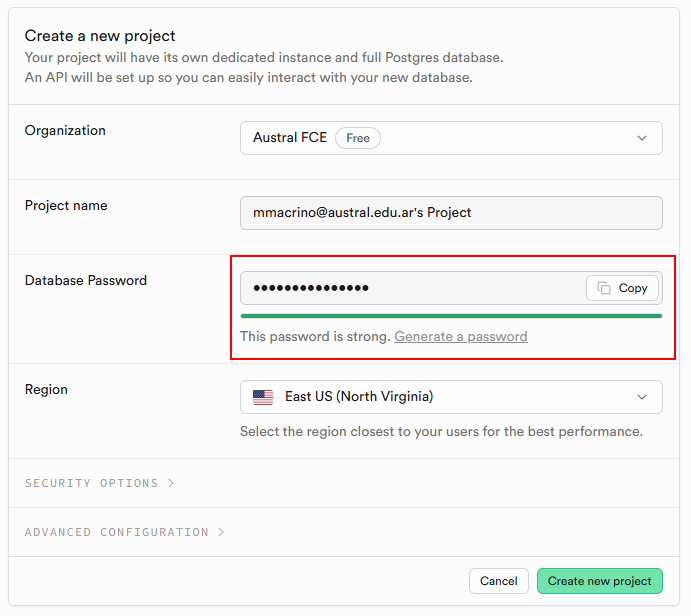 Create a new project
Your project will have its own dedicated instance and full Postgres database.
An API will be set up so you can easily interact with your new database.
Organization
Austral FCE Free
Project name
mmacrino@austral.edu.ar's Project
Database Password
••••••••••••••• Copy
This password is strong. Generate a password
Region
East US (North Virginia)
Select the region closest to your users for the best performance.
SECURITY OPTIONS
ADVANCED CONFIGURATION
Cancel Create new project